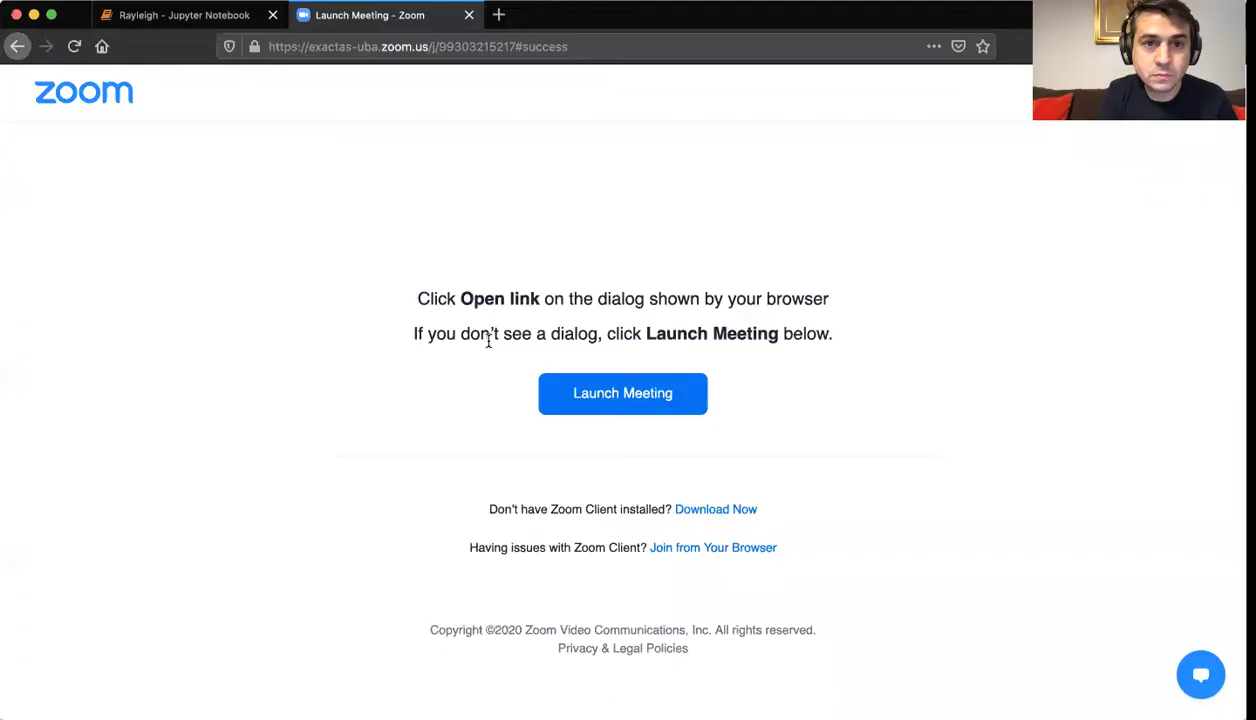 Rayleigh - Jupyter Notebook
Launch Meeting - Zoom
https://exactas-uba.zoom.us/j/99303215217#success
zoom
Click Open link on the dialog shown by your browser
If you don't see a dialog, click Launch Meeting below.
Launch Meeting
Don't have Zoom Client installed? Download Now
Having issues with Zoom Client? Join from Your Browser
Copyright ©2020 Zoom Video Communications, Inc. All rights reserved.
Privacy & Legal Policies